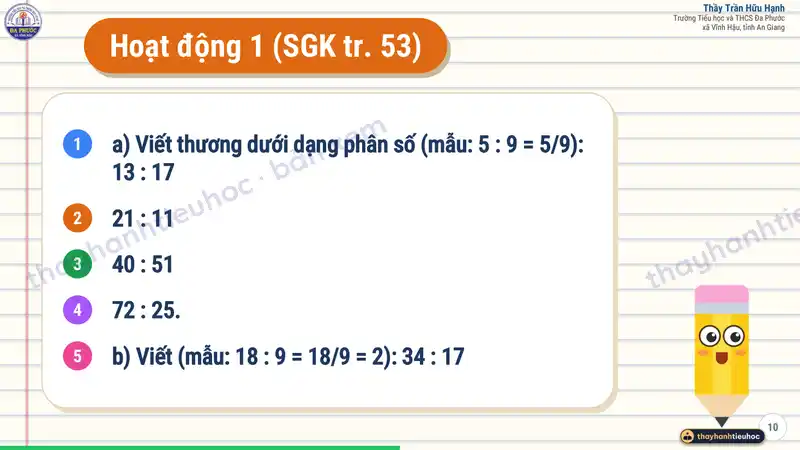 Thầy Trần Hữu Hạnh
Trường Tiểu học và THCS Đa Phước
xã Vĩnh Hậu, tỉnh An Giang
ĐA PHƯỚC
Hoạt động 1 (SGK tr. 53)
1 a) Viết thương dưới dạng phân số (mẫu: 5 : 9 = 5/9):
13 : 17
2 21 : 11
3 40 : 51
4 72 : 25.
5 b) Viết (mẫu: 18 : 9 = 18/9 = 2): 34 : 17
thayhanhtieuhoc
10